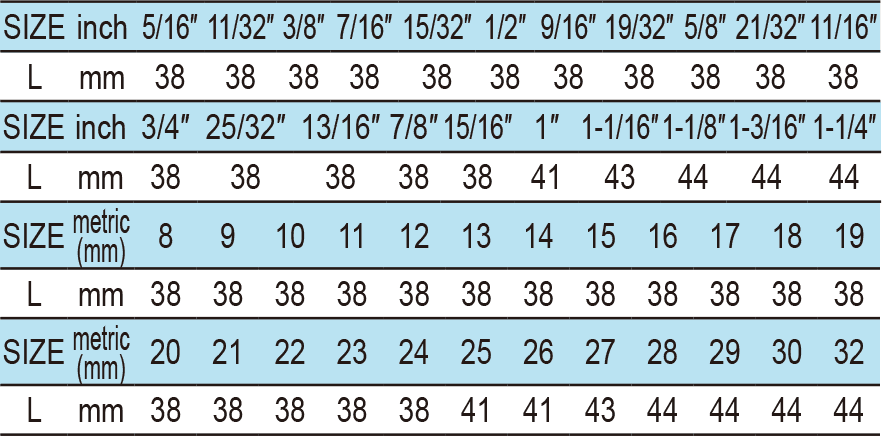 SIZE inch 5/16″ 11/32″ 3/8″ 7/16″ 15/32″ 1/2″ 9/16″ 19/32″ 5/8″ 21/32″ 11/16″
L mm 38 38 38 38 38 38 38 38 38 38 38
SIZE inch 3/4″ 25/32″ 13/16″ 7/8″ 15/16″ 1″ 1-1/16″ 1-1/8″ 1-3/16″ 1-1/4″
L mm 38 38 38 38 38 41 43 44 44 44
SIZE metric (mm) 8 9 10 11 12 13 14 15 16 17 18 19
L mm 38 38 38 38 38 38 38 38 38 38 38 38
SIZE metric (mm) 20 21 22 23 24 25 26 27 28 29 30 32
L mm 38 38 38 38 38 41 41 43 44 44 44 44